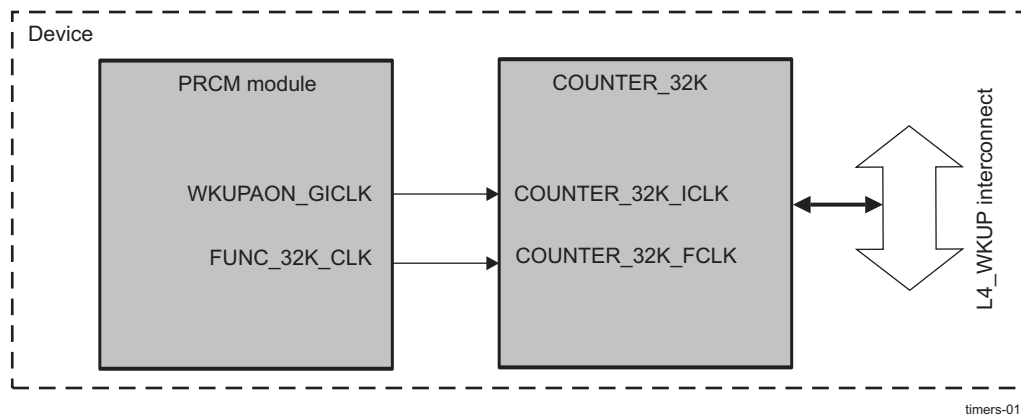 Device
PRCM module
COUNTER_32K
WKUPAON_GICLK
COUNTER_32K_ICLK
FUNC_32K_CLK
COUNTER_32K_FCLK
L4_WKUP interconnect
timers-01